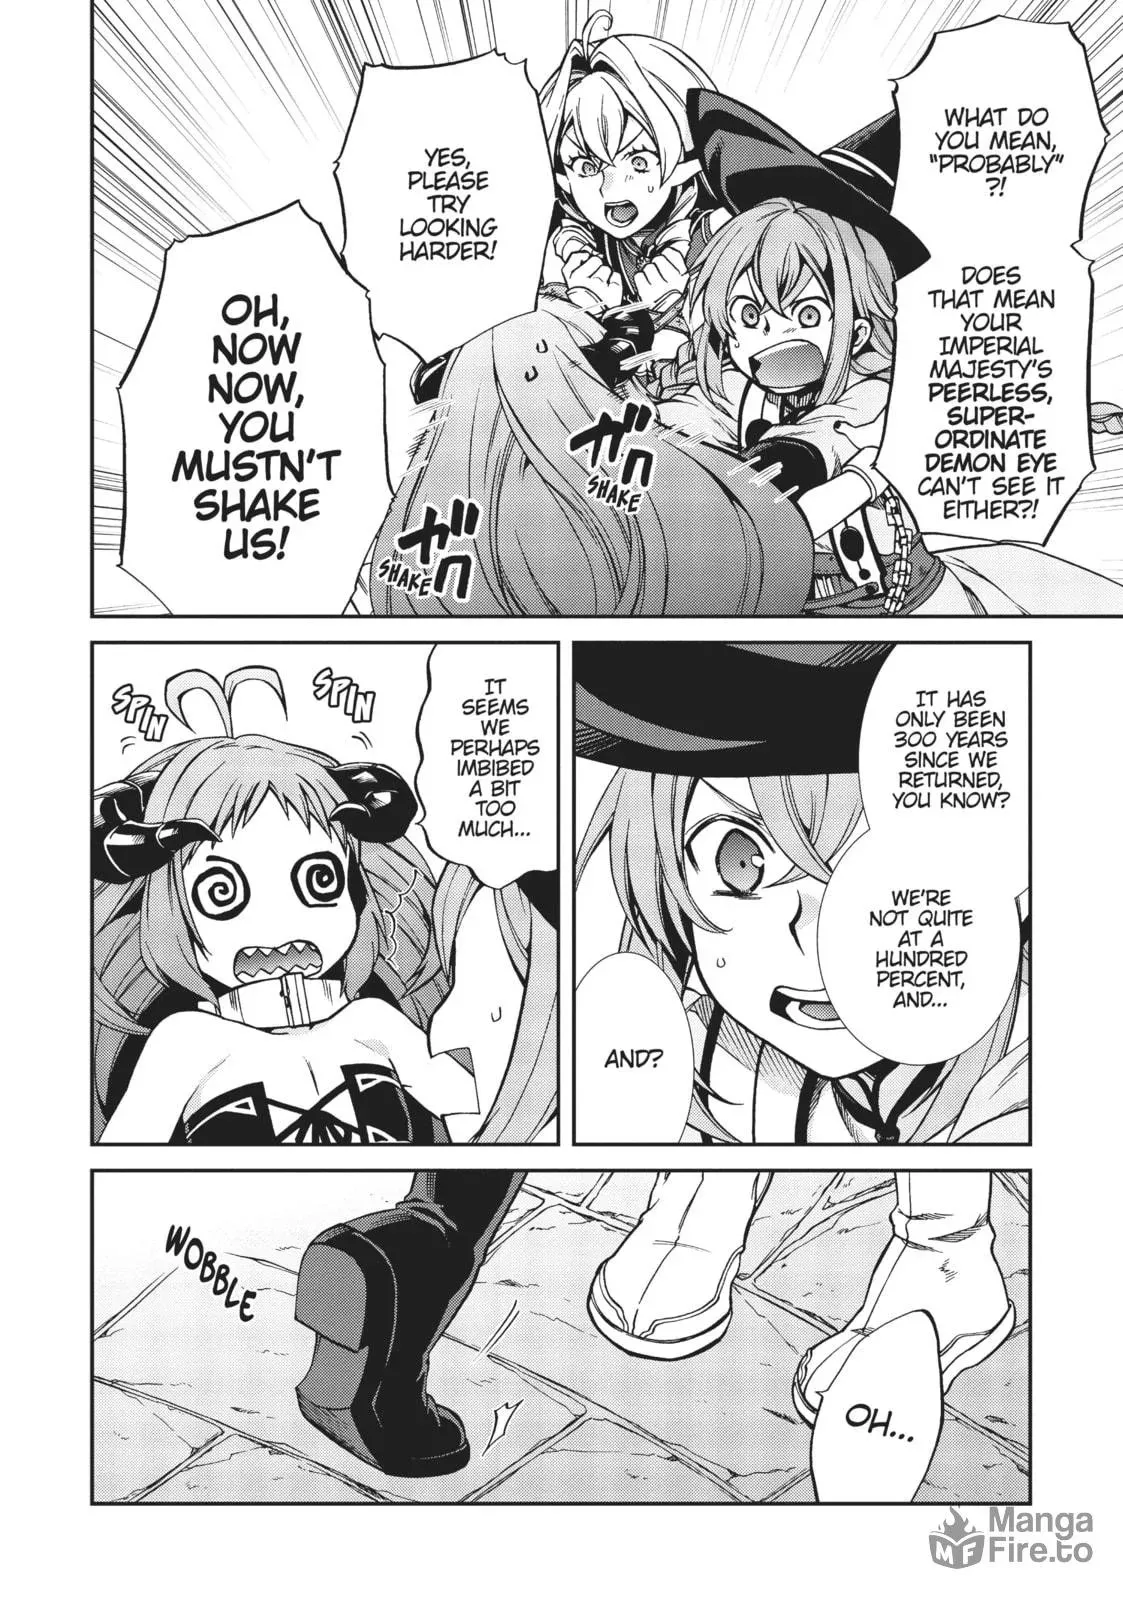 WHAT DO
YOU MEAN,
"PROBABLY"
?!
DOES
THAT MEAN
YOUR
IMPERIAL
MAJESTY'S
PEERLESS,
SUPER-
ORDINATE
DEMON EYE
CAN'T SEE IT
EITHER?!
YES,
PLEASE
TRY
LOOKING
HARDER!
ガク
SHAKE
ガク
SHAKE
OH,
NOW
NOW,
YOU
MUSTN'T
SHAKE
US!
IT HAS
ONLY BEEN
300 YEARS
SINCE WE
RETURNED,
YOU KNOW?
WE'RE
NOT QUITE
AT A
HUNDRED
PERCENT,
AND...
AND?
IT
SEEMS
WE
PERHAPS
IMBIBED
A BIT
TOO
MUCH...
SPIN
SPIN
WOBBLE
OH...
Manga
Fire.to
MF